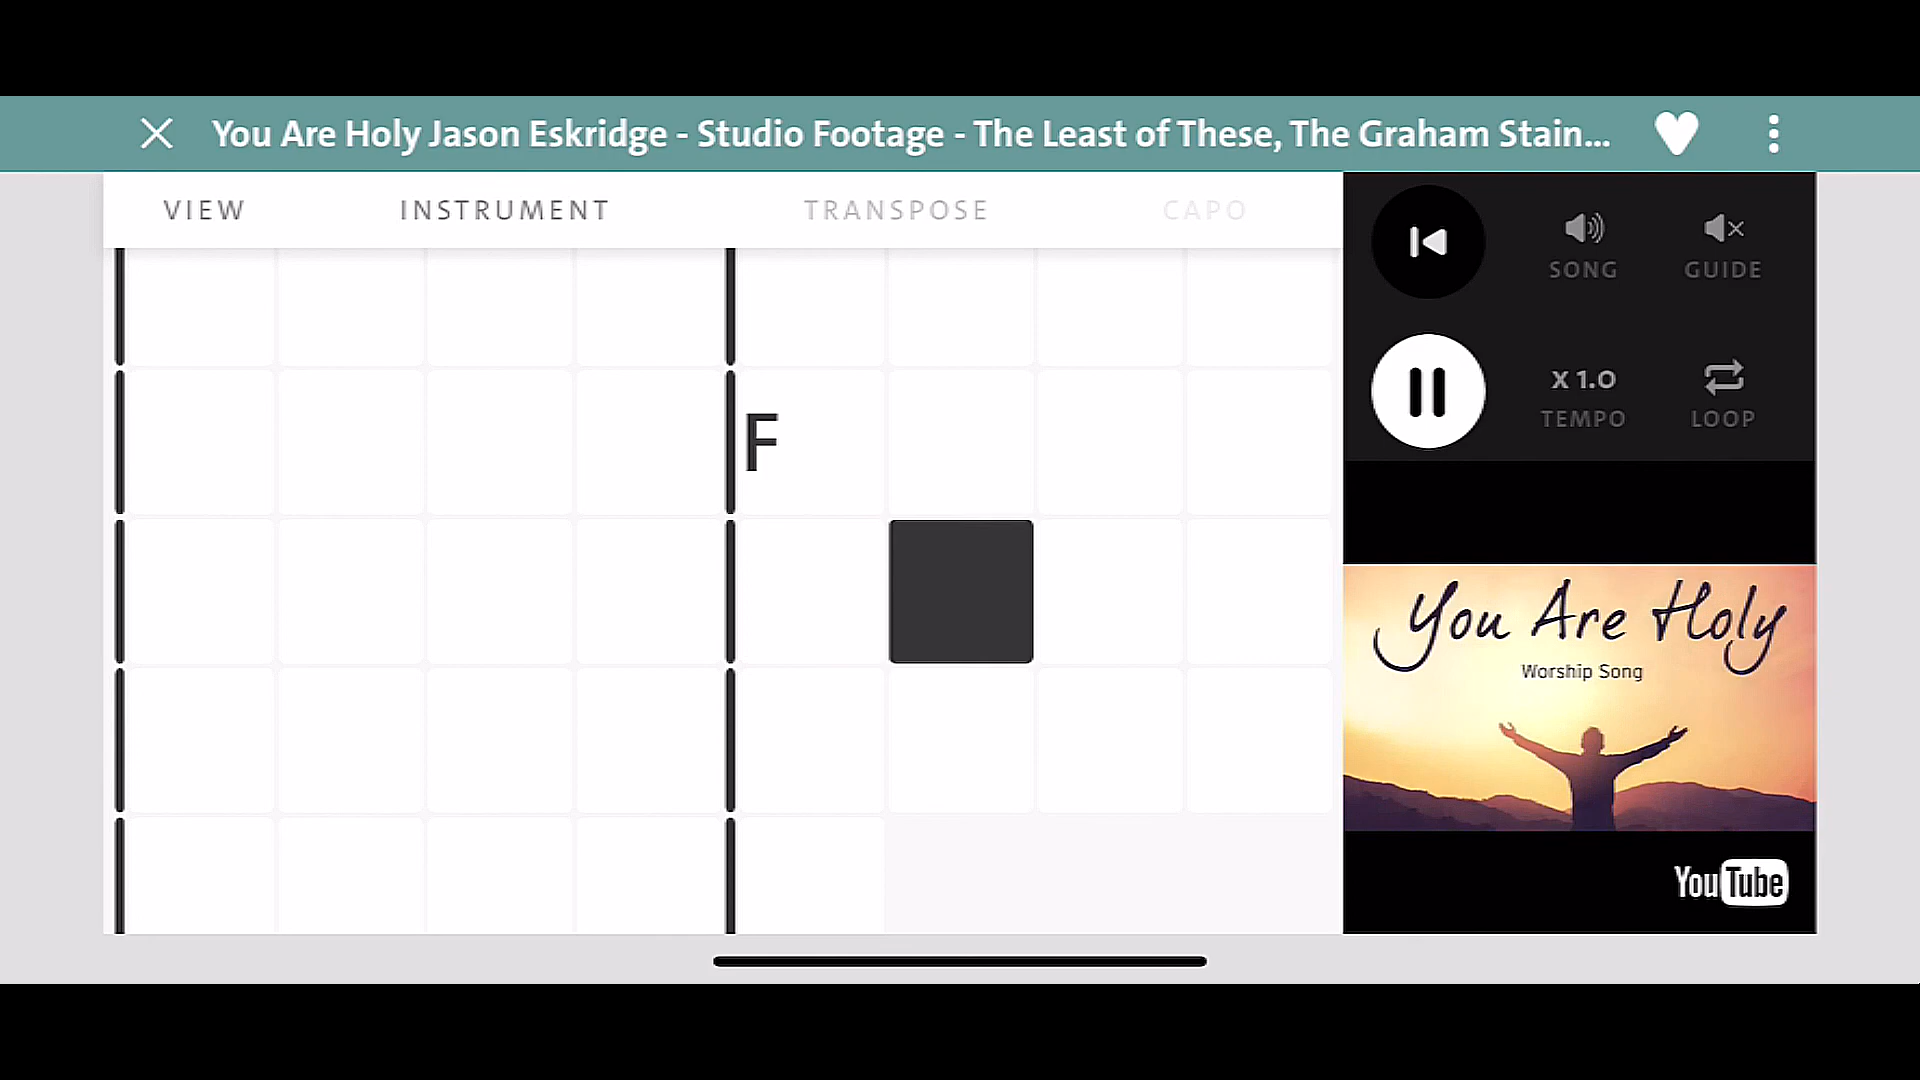 You Are Holy Jason Eskridge - Studio Footage - The Least of These, The Graham Stain...
VIEW INSTRUMENT TRANSPOSE CAPO
SONG GUIDE
F
X 1.0
TEMPO LOOP
You Are Holy
Worship Song
YouTube